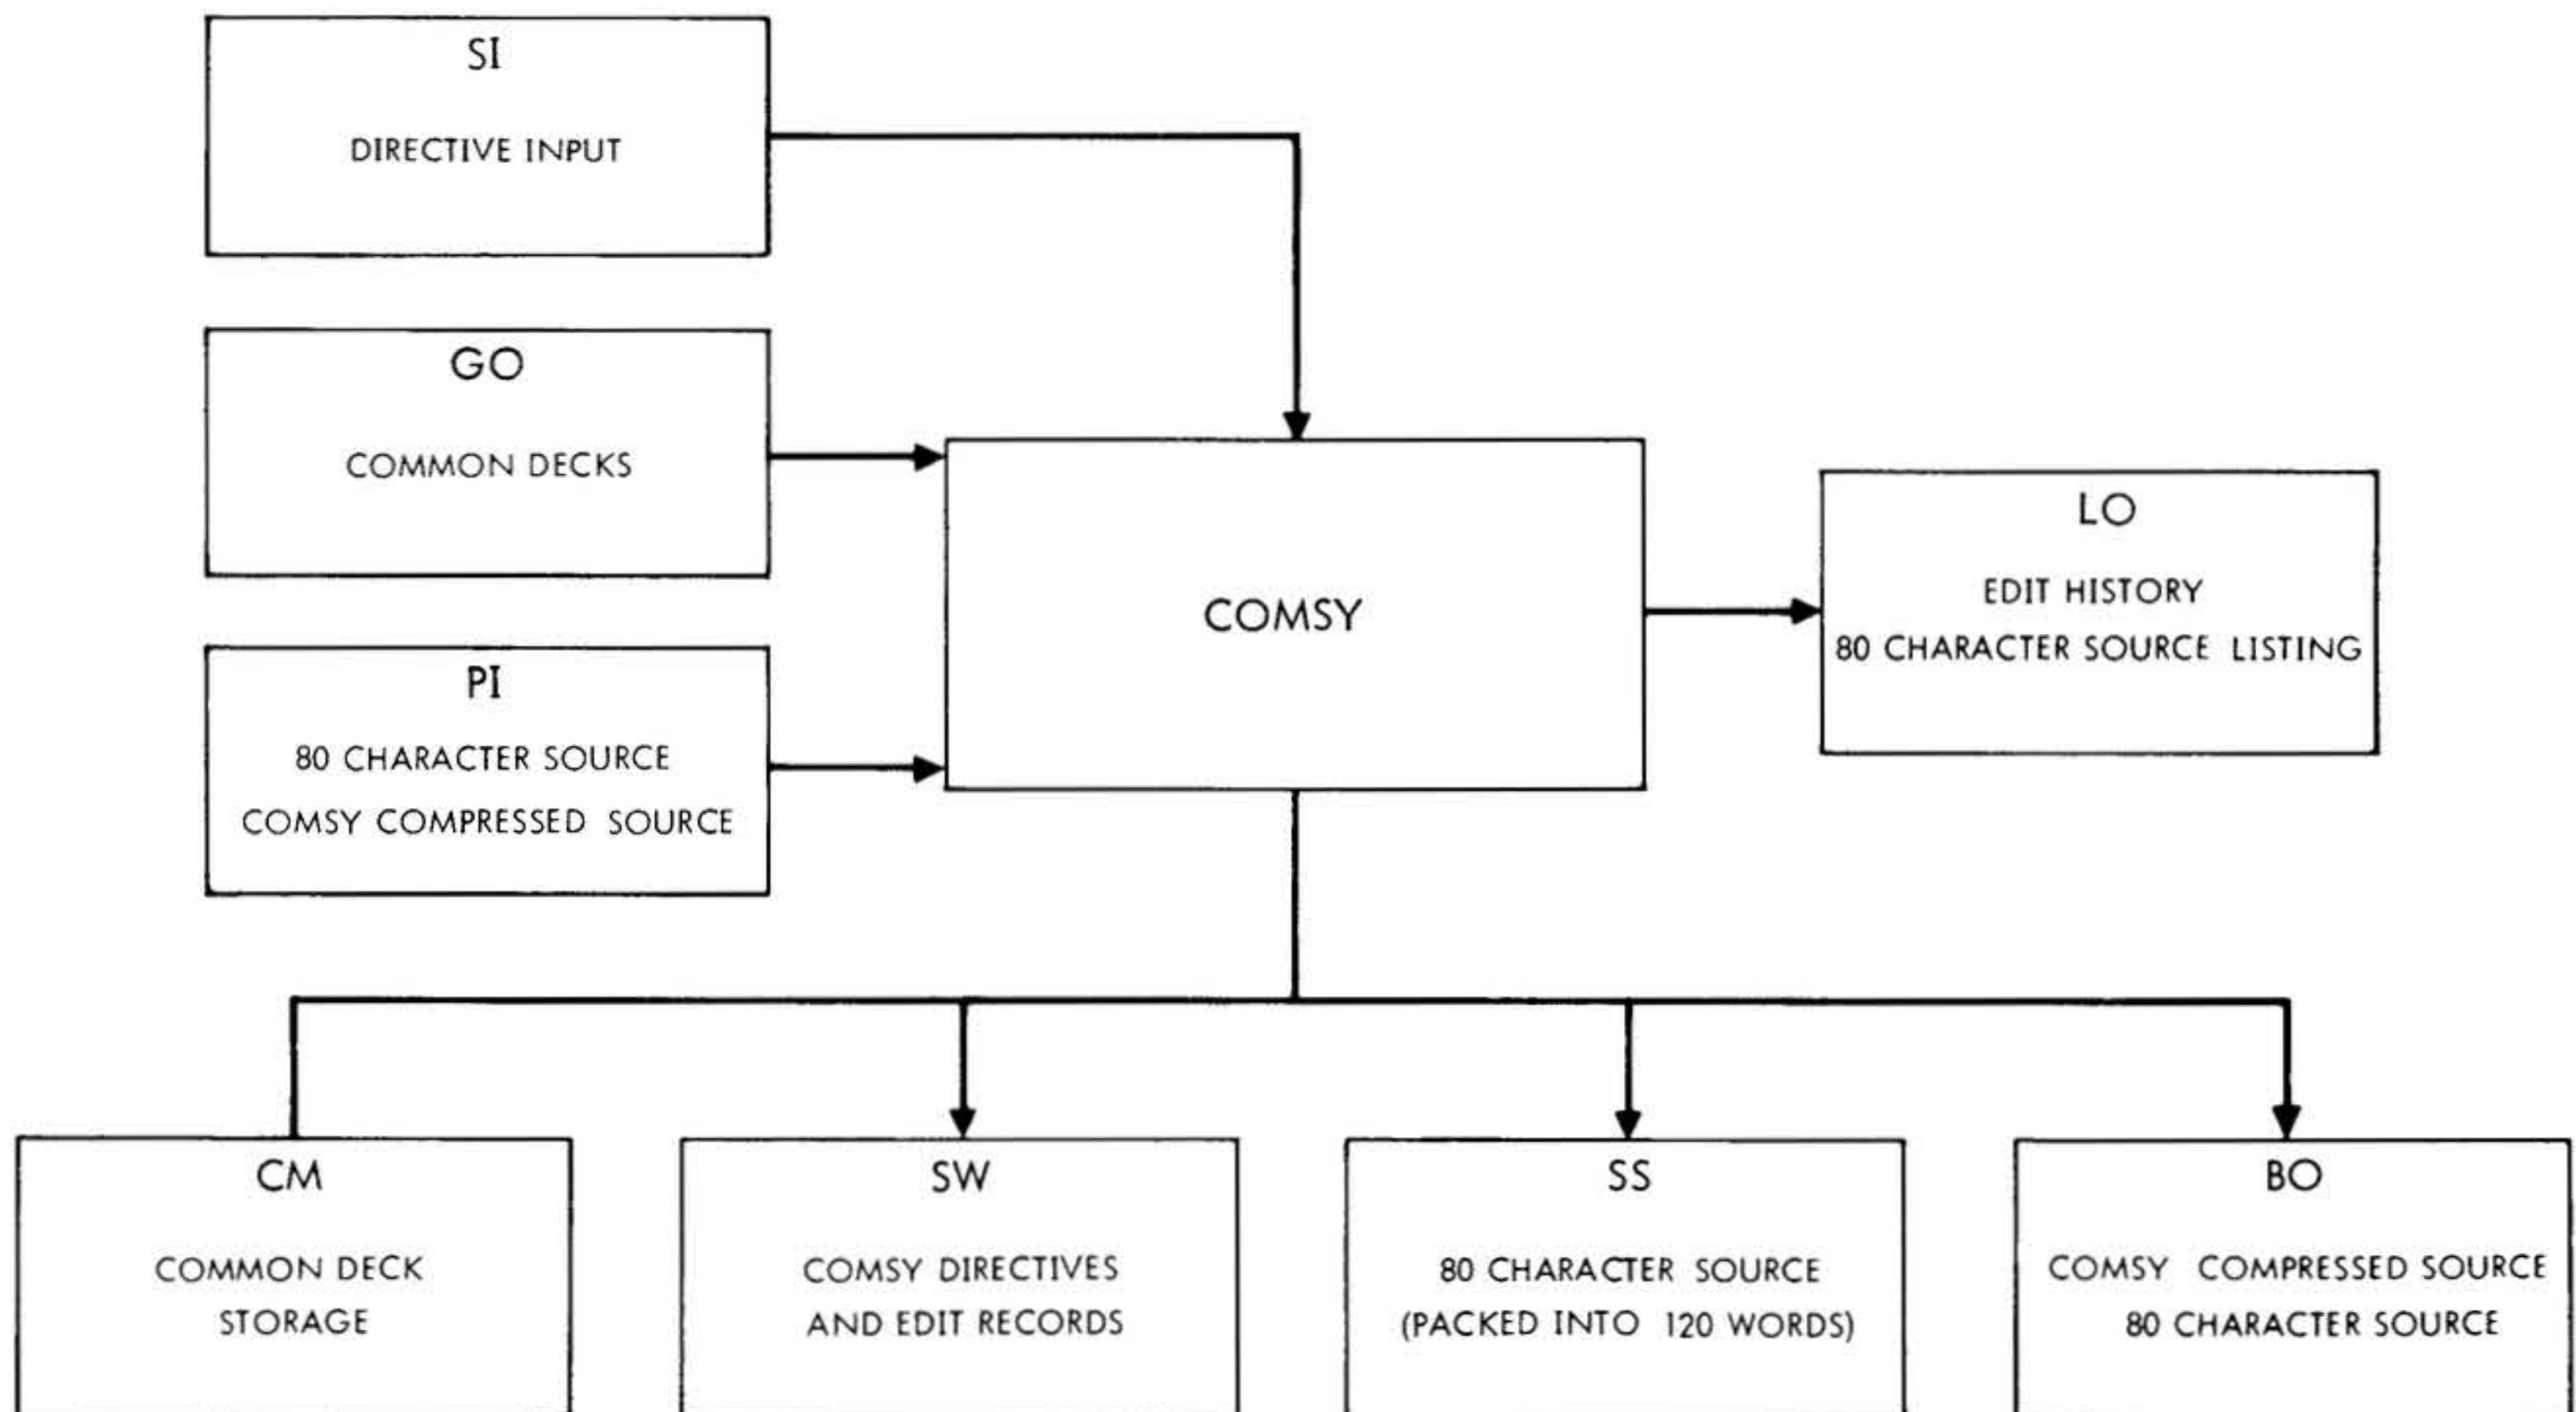 SI
DIRECTIVE INPUT
GO
COMMON DECKS
PI
80 CHARACTER SOURCE
COMSY COMPRESSED SOURCE
COMSY
LO
EDIT HISTORY
80 CHARACTER SOURCE LISTING
CM
COMMON DECK
STORAGE
SW
COMSY DIRECTIVES
AND EDIT RECORDS
SS
80 CHARACTER SOURCE
(PACKED INTO 120 WORDS)
BO
COMSY COMPRESSED SOURCE
80 CHARACTER SOURCE